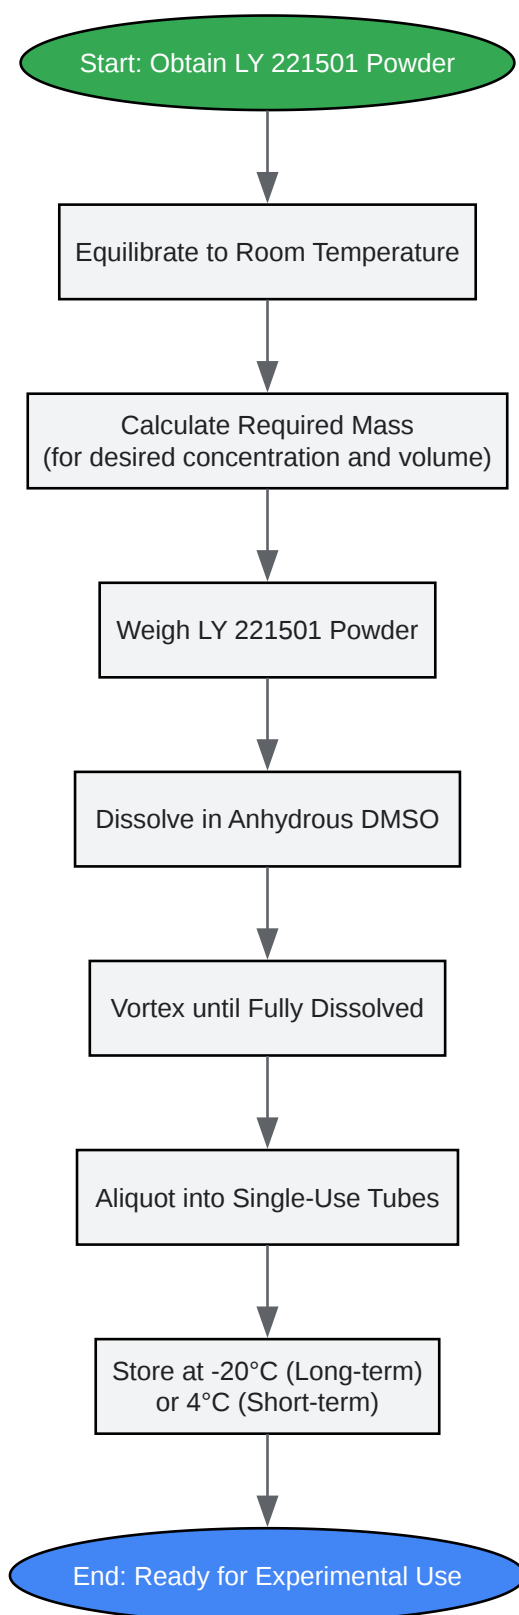 Start: Obtain LY 221501 Powder
Equilibrate to Room Temperature
Calculate Required Mass
(for desired concentration and volume)
Weigh LY 221501 Powder
Dissolve in Anhydrous DMSO
Vortex until Fully Dissolved
Aliquot into Single-Use Tubes
Store at -20°C (Long-term)
or 4°C (Short-term)
End: Ready for Experimental Use